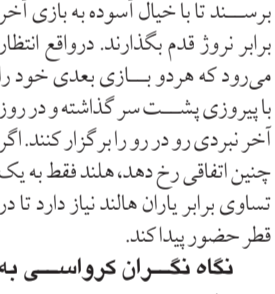 برسند تا با خیال آسوده به بازی آخر
برابر نروژ قدم بگذارند. درواقع انتظار
می‌رود که هردو بازی بعدی خود را
با پیروزی پشت سر گذاشته و در روز
آخر نبردی رو در رو را برگزار کنند. اگر
چنین اتفاقی رخ دهد، هلند فقط به یک
تساوی برابر یاران هالند نیاز دارد تا در
قطر حضور پیدا کند.
نگاه نگران کرواسی به